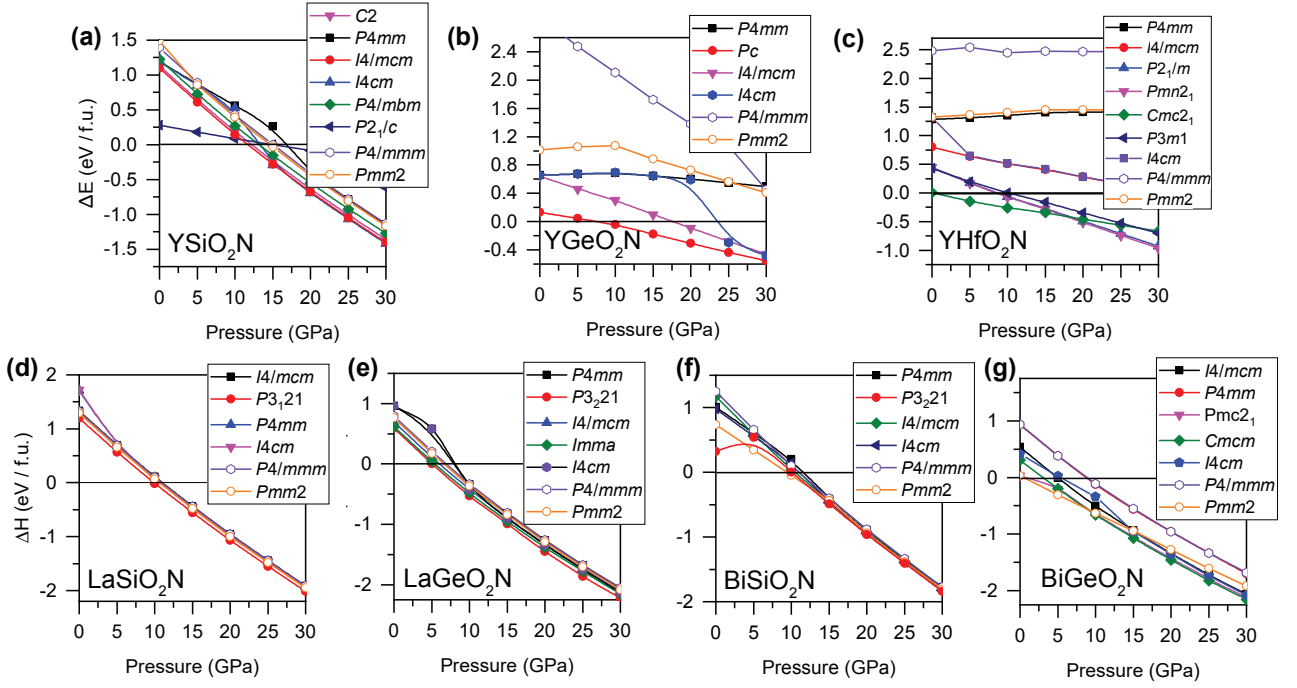 (a)
1.5
1.0
0.5
0.0
-0.5
-1.0
-1.5
ΔE (eV / f.u.)
C2
P4mm
I4/mcm
I4cm
P4/mbm
P2₁/c
P4/mmm
Pmm2
YSiO₂N
0 5 10 15 20 25 30
Pressure (GPa)
(b)
2.4
2.0
1.6
1.2
0.8
0.4
0.0
-0.4
P4mm
Pc
I4/mcm
I4cm
P4/mmm
Pmm2
YGeO₂N
0 5 10 15 20 25 30
Pressure (GPa)
(c)
2.5
2.0
1.5
1.0
0.5
0.0
-0.5
-1.0
P4mm
I4/mcm
P2₁/m
Pmn2₁
Cmc2₁
P3m1
I4cm
P4/mmm
Pmm2
YHfO₂N
0 5 10 15 20 25 30
Pressure (GPa)
(d)
2
1
0
-1
-2
ΔH (eV / f.u.)
I4/mcm
P3₁21
P4mm
I4cm
P4/mmm
Pmm2
LaSiO₂N
0 5 10 15 20 25 30
Pressure (GPa)
(e)
1
0
-1
-2
P4mm
P3₂21
I4/mcm
Imma
I4cm
P4/mmm
Pmm2
LaGeO₂N
0 5 10 15 20 25 30
Pressure (GPa)
(f)
2
1
0
-1
-2
P4mm
P3₂21
I4/mcm
I4cm
P4/mmm
Pmm2
BiSiO₂N
0 5 10 15 20 25 30
Pressure (GPa)
(g)
2
1
0
-1
-2
I4/mcm
P4mm
Pmc2₁
Cmcm
I4cm
P4/mmm
Pmm2
BiGeO₂N
0 5 10 15 20 25 30
Pressure (GPa)